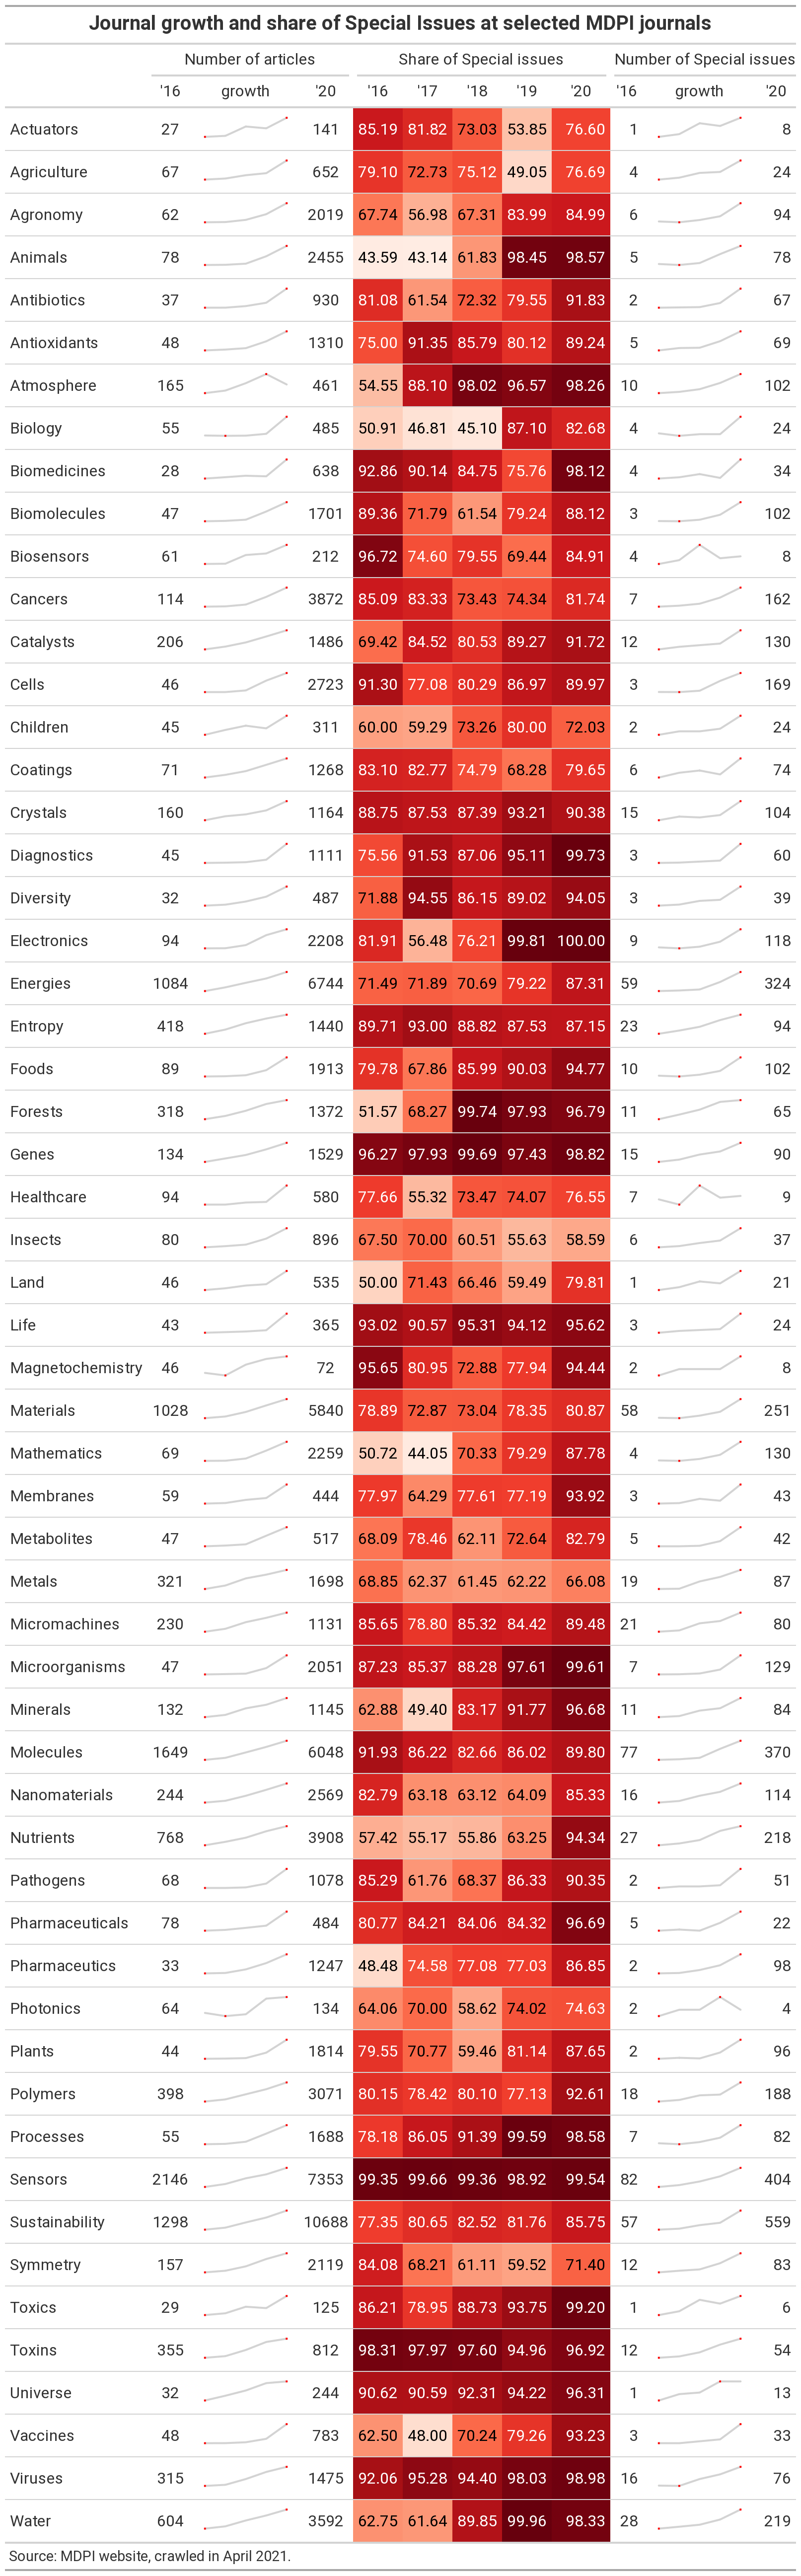 Journal growth and share of Special Issues at selected MDPI journals
Number of articles Share of Special issues Number of Special issues
'16 growth '20 '16 '17 '18 '19 '20 '16 growth '20
Actuators 27 141 85.19 81.82 73.03 53.85 76.60 1 8
Agriculture 67 652 79.10 72.73 75.12 49.05 76.69 4 24
Agronomy 62 2019 67.74 56.98 67.31 83.99 84.99 6 94
Animals 78 2455 43.59 43.14 61.83 98.45 98.57 5 78
Antibiotics 37 930 81.08 61.54 72.32 79.55 91.83 2 67
Antioxidants 48 1310 75.00 91.35 85.79 80.12 89.24 5 69
Atmosphere 165 461 54.55 88.10 98.02 96.57 98.26 10 102
Biology 55 485 50.91 46.81 45.10 87.10 82.68 4 24
Biomedicines 28 638 92.86 90.14 84.75 75.76 98.12 4 34
Biomolecules 47 1701 89.36 71.79 61.54 79.24 88.12 3 102
Biosensors 61 212 96.72 74.60 79.55 69.44 84.91 4 8
Cancers 114 3872 85.09 83.33 73.43 74.34 81.74 7 162
Catalysts 206 1486 69.42 84.52 80.53 89.27 91.72 12 130
Cells 46 2723 91.30 77.08 80.29 86.97 89.97 3 169
Children 45 311 60.00 59.29 73.26 80.00 72.03 2 24
Coatings 71 1268 83.10 82.77 74.79 68.28 79.65 6 74
Crystals 160 1164 88.75 87.53 87.39 93.21 90.38 15 104
Diagnostics 45 1111 75.56 91.53 87.06 95.11 99.73 3 60
Diversity 32 487 71.88 94.55 86.15 89.02 94.05 3 39
Electronics 94 2208 81.91 56.48 76.21 99.81 100.00 9 118
Energies 1084 6744 71.49 71.89 70.69 79.22 87.31 59 324
Entropy 418 1440 89.71 93.00 88.82 87.53 87.15 23 94
Foods 89 1913 79.78 67.86 85.99 90.03 94.77 10 102
Forests 318 1372 51.57 68.27 99.74 97.93 96.79 11 65
Genes 134 1529 96.27 97.93 99.69 97.43 98.82 15 90
Healthcare 94 580 77.66 55.32 73.47 74.07 76.55 7 9
Insects 80 896 67.50 70.00 60.51 55.63 58.59 6 37
Land 46 535 50.00 71.43 66.46 59.49 79.81 1 21
Life 43 365 93.02 90.57 95.31 94.12 95.62 3 24
Magnetochemistry 46 72 95.65 80.95 72.88 77.94 94.44 2 8
Materials 1028 5840 78.89 72.87 73.04 78.35 80.87 58 251
Mathematics 69 2259 50.72 44.05 70.33 79.29 87.78 4 130
Membranes 59 444 77.97 64.29 77.61 77.19 93.92 3 43
Metabolites 47 517 68.09 78.46 62.11 72.64 82.79 5 42
Metals 321 1698 68.85 62.37 61.45 62.22 66.08 19 87
Micromachines 230 1131 85.65 78.80 85.32 84.42 89.48 21 80
Microorganisms 47 2051 87.23 85.37 88.28 97.61 99.61 7 129
Minerals 132 1145 62.88 49.40 83.17 91.77 96.68 11 84
Molecules 1649 6048 91.93 86.22 82.66 86.02 89.80 77 370
Nanomaterials 244 2569 82.79 63.18 63.12 64.09 85.33 16 114
Nutrients 768 3908 57.42 55.17 55.86 63.25 94.34 27 218
Pathogens 68 1078 85.29 61.76 68.37 86.33 90.35 2 51
Pharmaceuticals 78 484 80.77 84.21 84.06 84.32 96.69 5 22
Pharmaceutics 33 1247 48.48 74.58 77.08 77.03 86.85 2 98
Photonics 64 134 64.06 70.00 58.62 74.02 74.63 2 4
Plants 44 1814 79.55 70.77 59.46 81.14 87.65 2 96
Polymers 398 3071 80.15 78.42 80.10 77.13 92.61 18 188
Processes 55 1688 78.18 86.05 91.39 99.59 98.58 7 82
Sensors 2146 7353 99.35 99.66 99.36 98.92 99.54 82 404
Sustainability 1298 10688 77.35 80.65 82.52 81.76 85.75 57 559
Symmetry 157 2119 84.08 68.21 61.11 59.52 71.40 12 83
Toxics 29 125 86.21 78.95 88.73 93.75 99.20 1 6
Toxins 355 812 98.31 97.97 97.60 94.96 96.92 12 54
Universe 32 244 90.62 90.59 92.31 94.22 96.31 1 13
Vaccines 48 783 62.50 48.00 70.24 79.26 93.23 3 33
Viruses 315 1475 92.06 95.28 94.40 98.03 98.98 16 76
Water 604 3592 62.75 61.64 89.85 99.96 98.33 28 219
Source: MDPI website, crawled in April 2021.